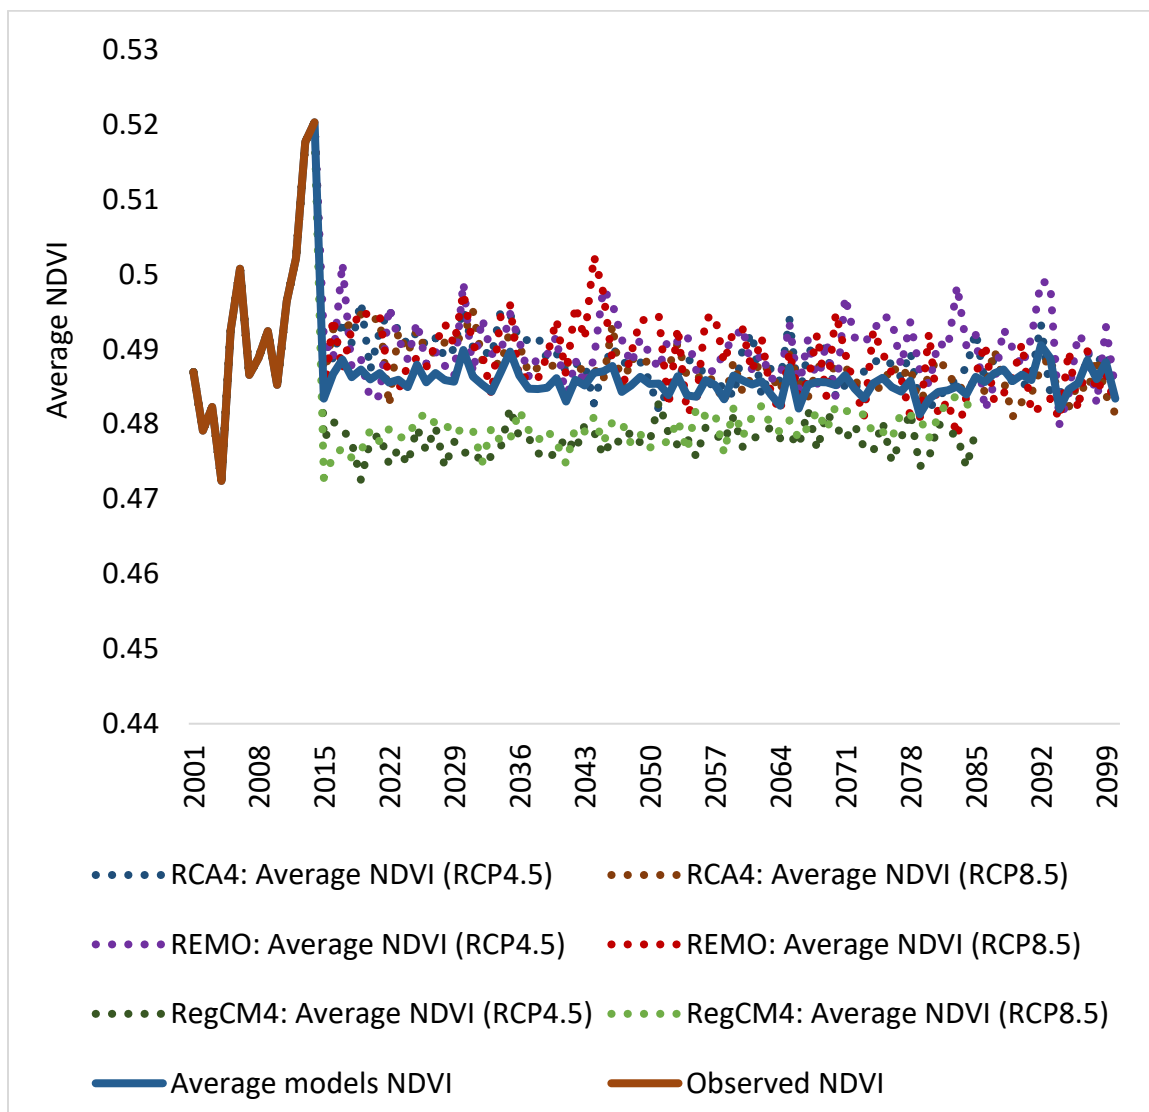 0.53
0.52
0.51
0.5
0.49
0.48
0.47
0.46
0.45
0.44
Average NDVI
2001
2008
2015
2022
2029
2036
2043
2050
2057
2064
2071
2078
2085
2092
2099
RCA4: Average NDVI (RCP4.5)
RCA4: Average NDVI (RCP8.5)
REMO: Average NDVI (RCP4.5)
REMO: Average NDVI (RCP8.5)
RegCM4: Average NDVI (RCP4.5)
RegCM4: Average NDVI (RCP8.5)
Average models NDVI
Observed NDVI